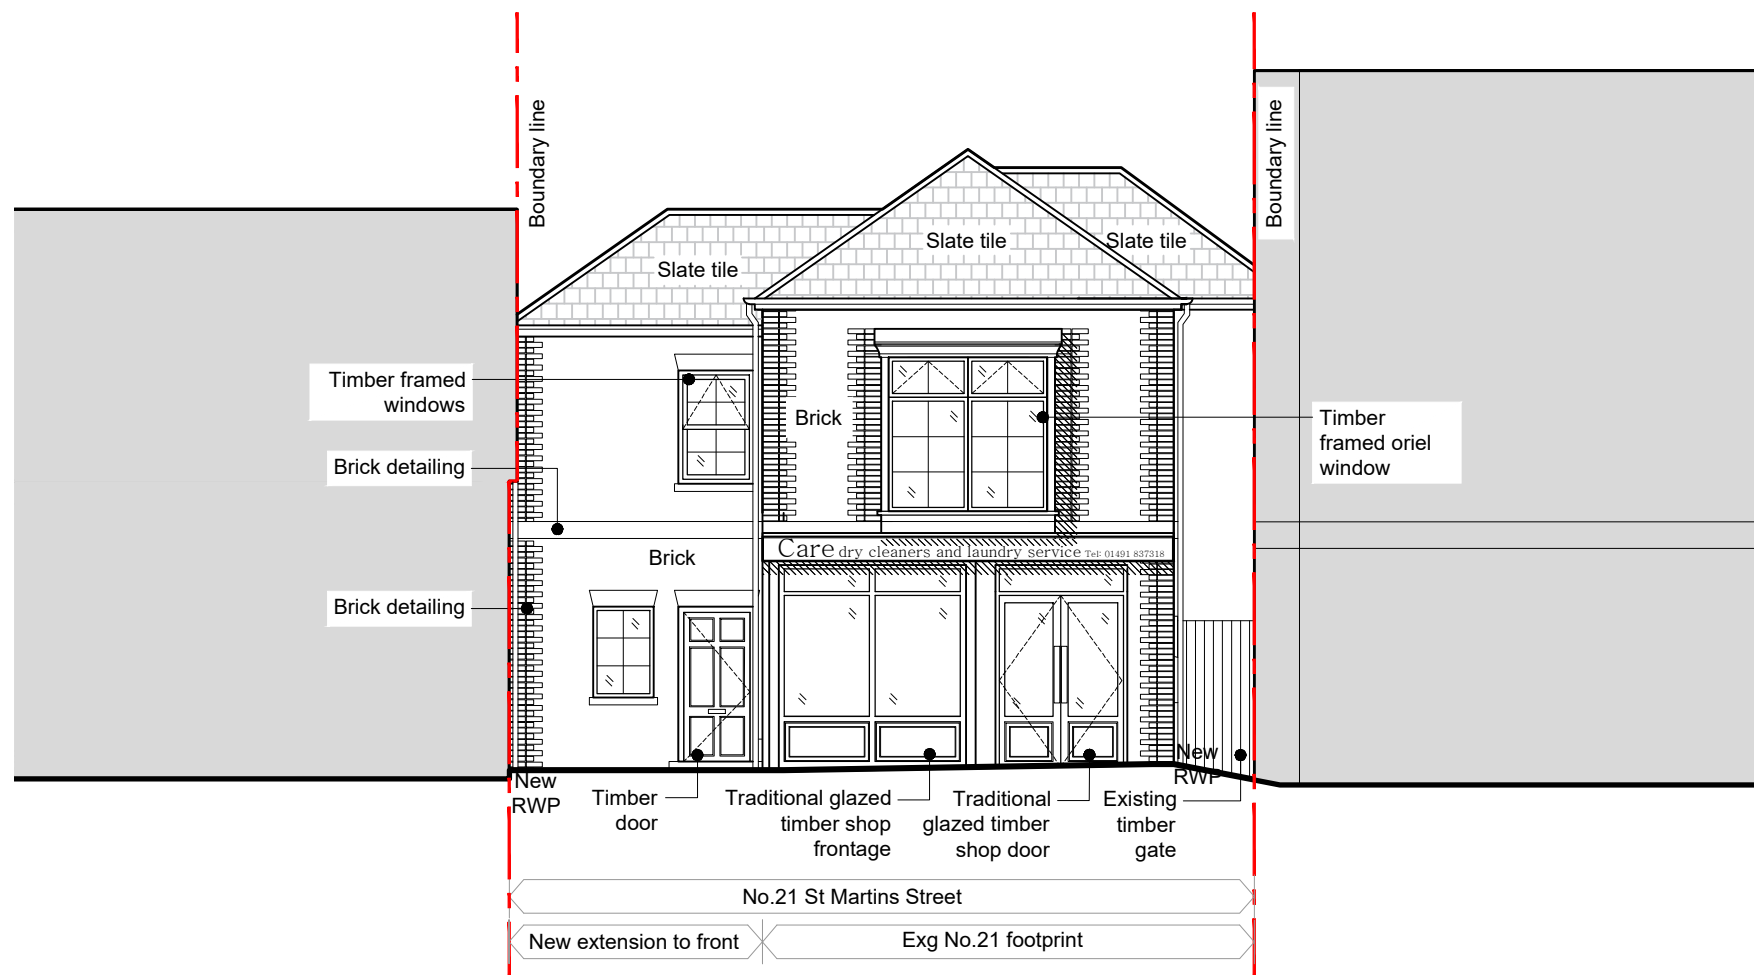 Boundary line
Boundary line
Slate tile
Slate tile
Slate tile
Timber framed
windows
Brick
Timber
framed oriel
window
Brick detailing
Care dry cleaners and laundry service Tel: 01491 837318
Brick
Brick detailing
New
RWP
New
RWP
Timber
door
Traditional glazed
timber shop
frontage
Traditional
glazed timber
shop door
Existing
timber
gate
No.21 St Martins Street
New extension to front
Exg No.21 footprint